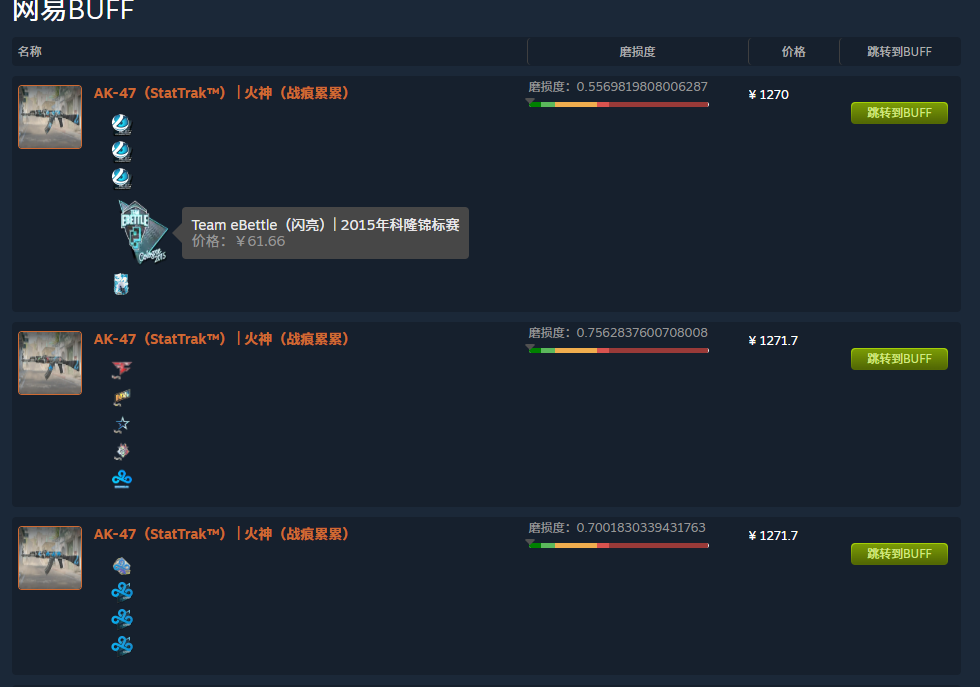 网易BUFF
名称 磨损度 价格 跳转到BUFF
AK-47（StatTrak™） | 火神（战痕累累） 磨损度：0.5569819808006287 ¥ 1270 跳转到BUFF
Team eBettle（闪亮）| 2015年科隆锦标赛
价格：￥61.66
EBETTLE
Cologne
2015
AK-47（StatTrak™） | 火神（战痕累累） 磨损度：0.7562837600708008 ¥ 1271.7 跳转到BUFF
AK-47（StatTrak™） | 火神（战痕累累） 磨损度：0.7001830339431763 ¥ 1271.7 跳转到BUFF